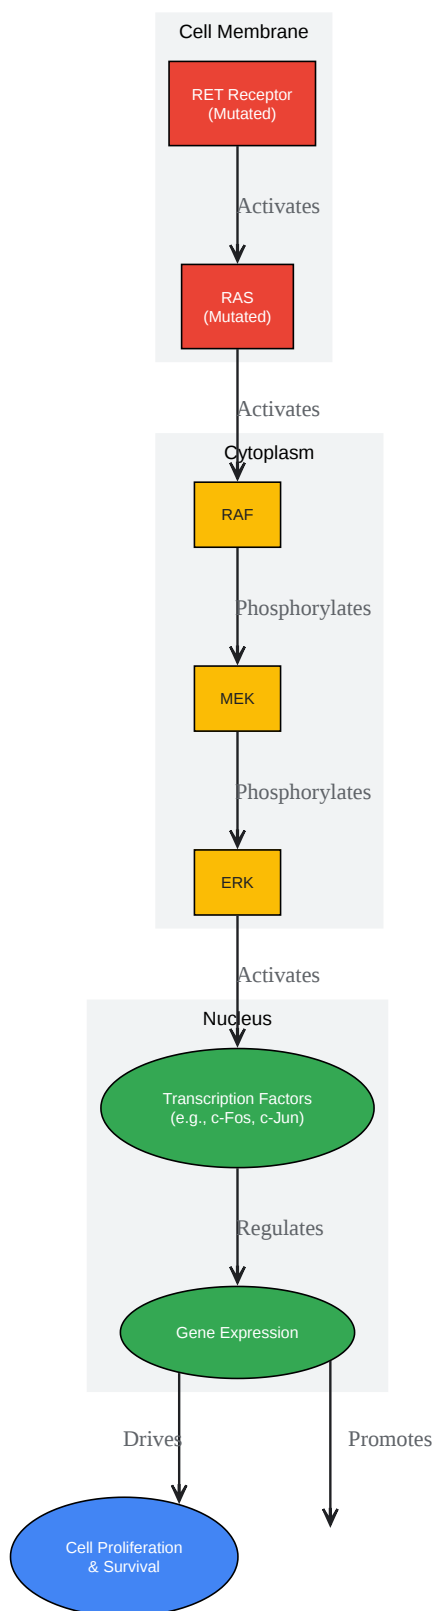 Cell Membrane
RET Receptor
(Mutated)
Activates
RAS
(Mutated)
Activates
Cytoplasm
RAF
Phosphorylates
MEK
Phosphorylates
ERK
Activates
Nucleus
Transcription Factors
(e.g., c-Fos, c-Jun)
Regulates
Gene Expression
Drives
Promotes
Cell Proliferation
& Survival